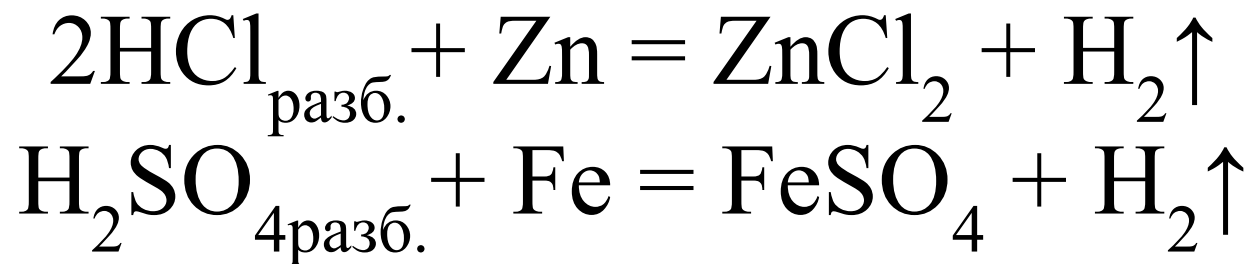 2HClразб. + Zn = ZnCl2 + H2↑
H2SO4разб. + Fe = FeSO4 + H2↑